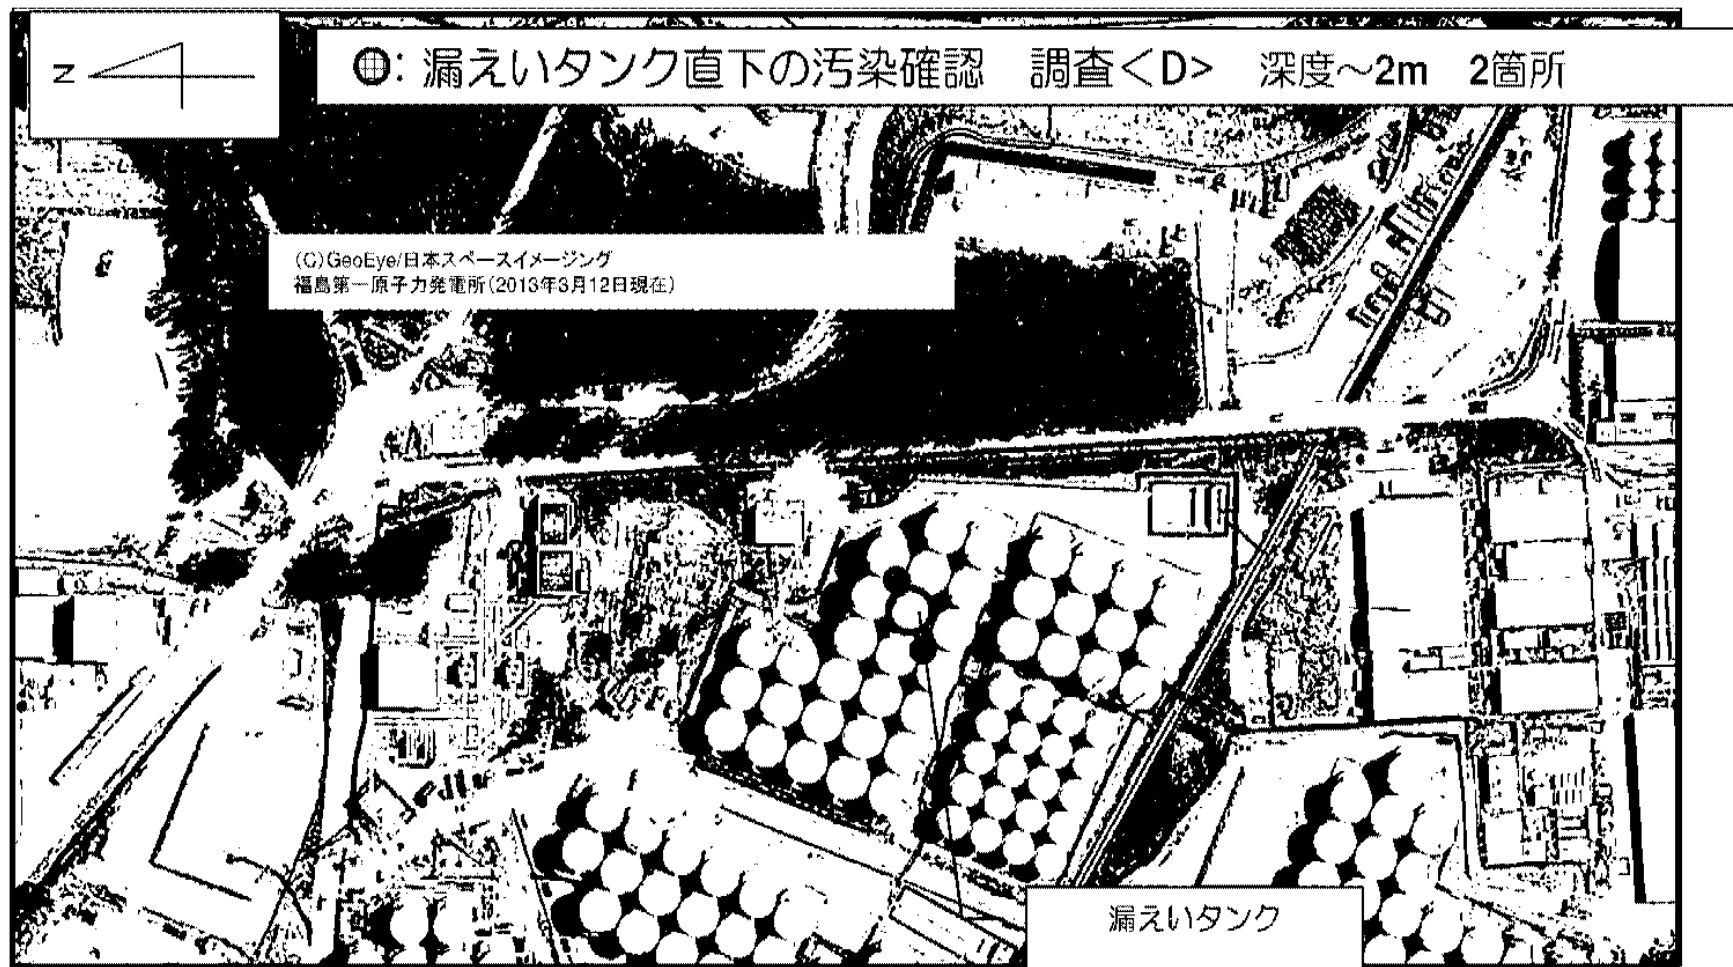 N
: 漏えいタンク直下の汚染確認　調査<D>　深度～2m　2箇所
(C)GeoEye/日本スペースイメージング
福島第一原子力発電所(2013年3月12日現在)
漏えいタンク